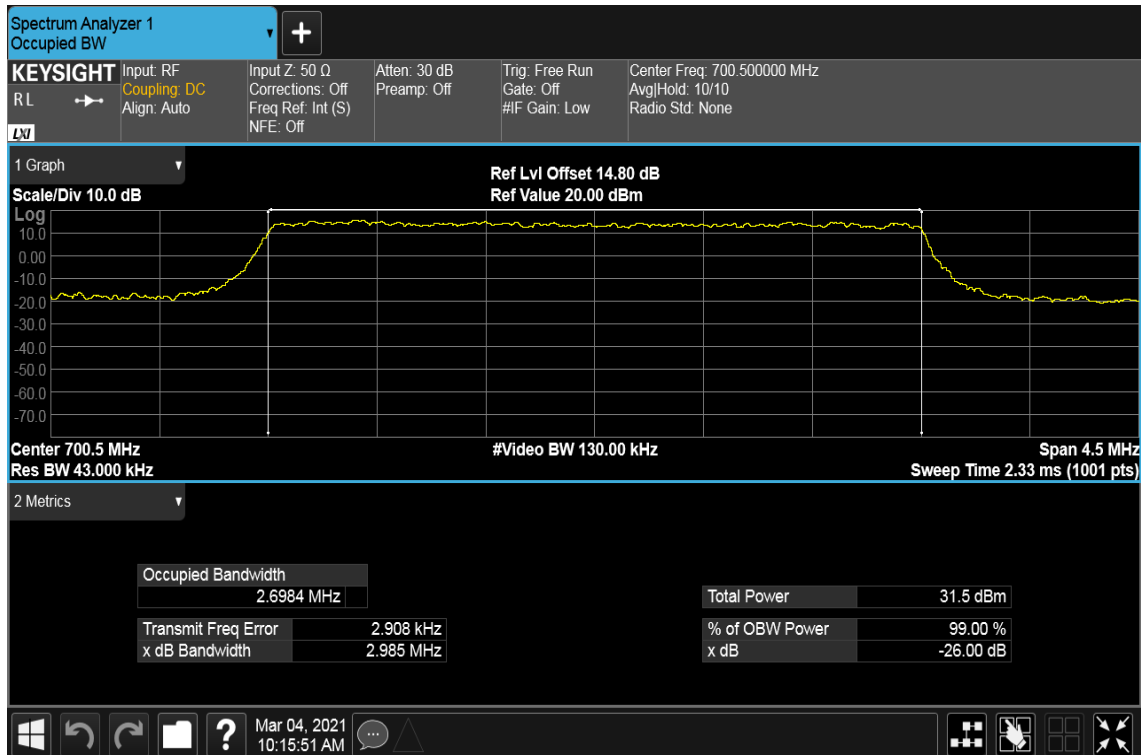 Spectrum Analyzer 1
Occupied BW
+
KEYSIGHT
R L
LXI
Input: RF
Coupling: DC
Align: Auto
Input Z: 50 Ω
Corrections: Off
Freq Ref: Int (S)
NFE: Off
Atten: 30 dB
Preamp: Off
Trig: Free Run
Gate: Off
#IF Gain: Low
Center Freq: 700.500000 MHz
Avg|Hold: 10/10
Radio Std: None
1 Graph
Scale/Div 10.0 dB
Ref Lvl Offset 14.80 dB
Ref Value 20.00 dBm
Log
10.0
0.00
-10.0
-20.0
-30.0
-40.0
-50.0
-60.0
-70.0
Center 700.5 MHz
Res BW 43.000 kHz
#Video BW 130.00 kHz
Span 4.5 MHz
Sweep Time 2.33 ms (1001 pts)
2 Metrics
Occupied Bandwidth
2.6984 MHz
Transmit Freq Error 2.908 kHz
x dB Bandwidth 2.985 MHz
Total Power 31.5 dBm
% of OBW Power 99.00 %
x dB -26.00 dB
?
Mar 04, 2021
10:15:51 AM